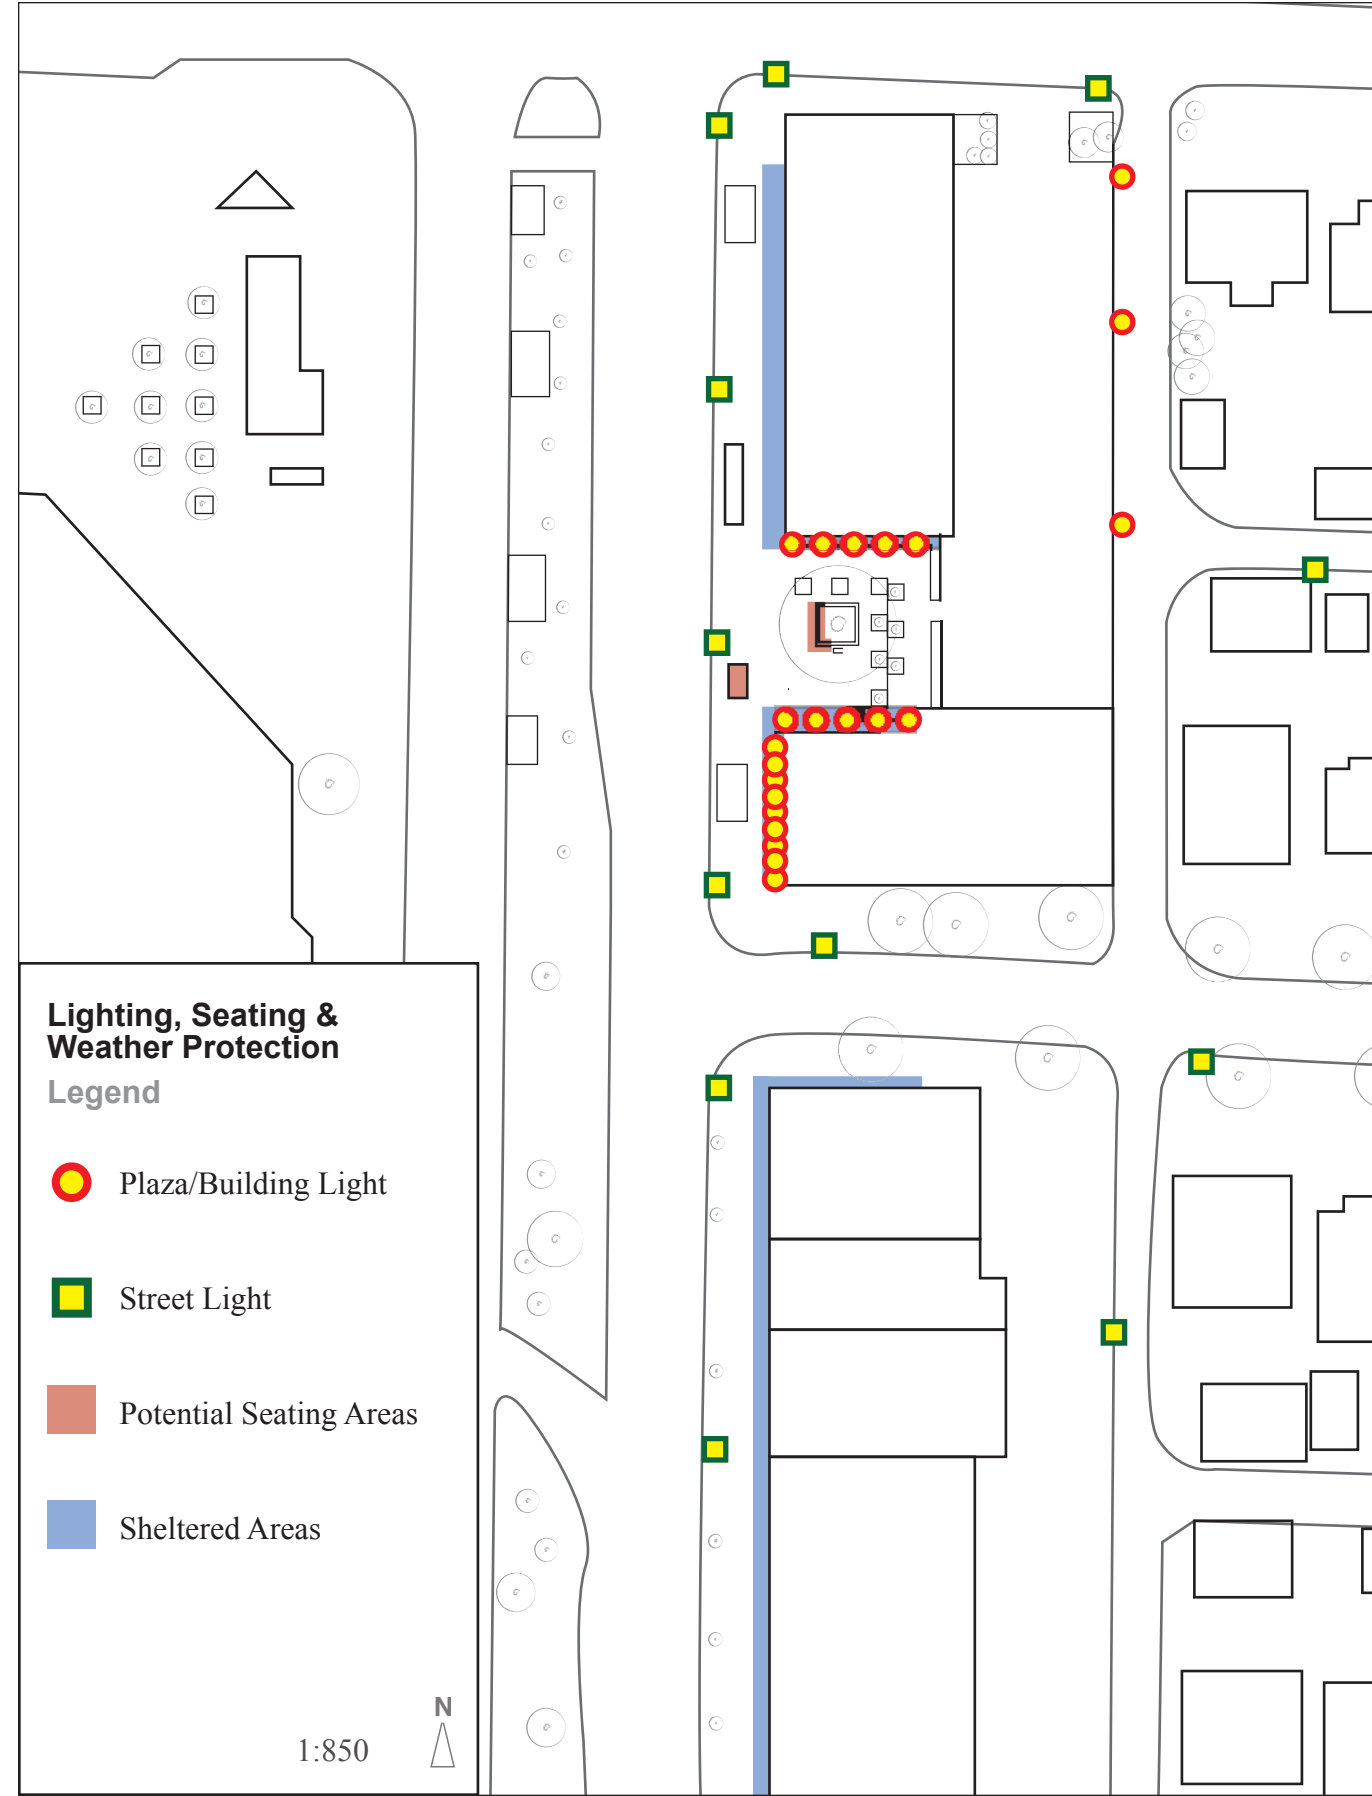 Lighting, Seating &
Weather Protection
Legend
Plaza/Building Light
Street Light
Potential Seating Areas
Sheltered Areas
N
1:850